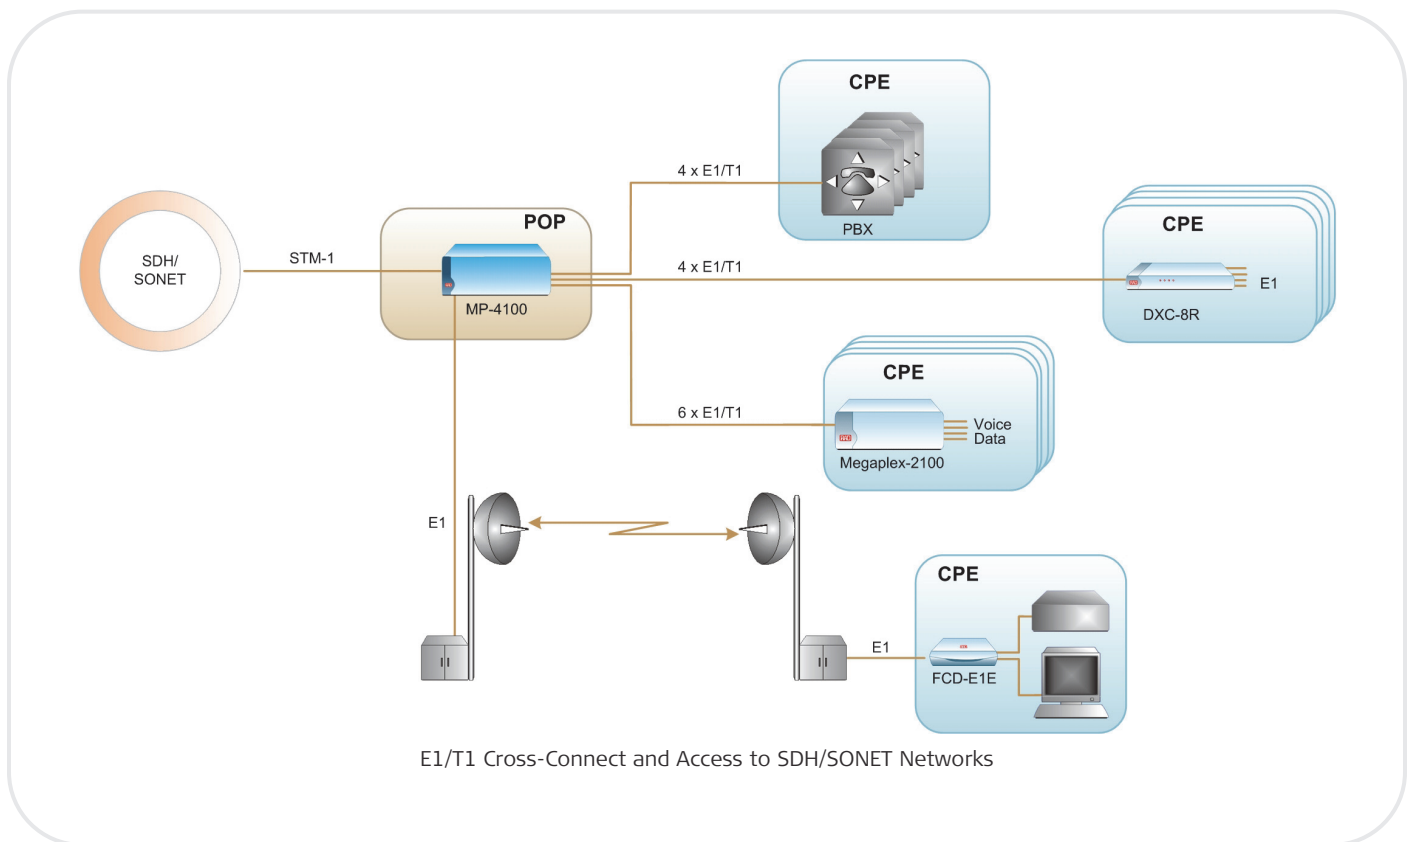 CPE
PBX
4 x E1/T1
SDH/
SONET
STM-1
POP
MP-4100
4 x E1/T1
CPE
DXC-8R
E1
6 x E1/T1
CPE
Megaplex-2100
Voice
Data
E1
E1
CPE
FCD-E1E
E1/T1 Cross-Connect and Access to SDH/SONET Networks